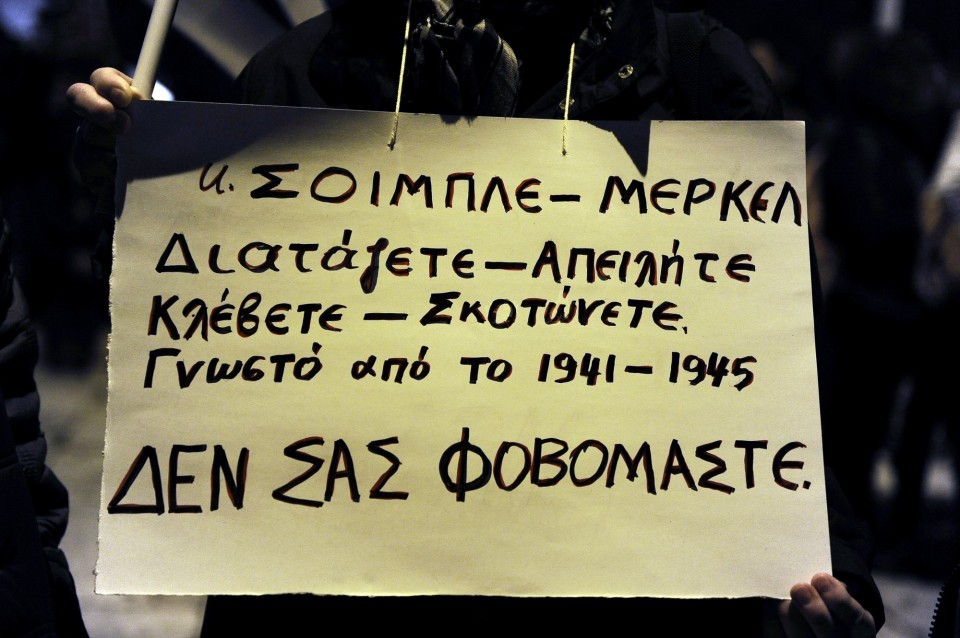 κ. ΣΟΙΜΠΛΕ – ΜΕΡΚΕΛ
Διατάζετε – Απειλήτε
Κλέβετε – Σκοτώνετε.
Γνωστό από το 1941 – 1945
ΔΕΝ ΣΑΣ ΦΟΒΟΜΑΣΤΕ.